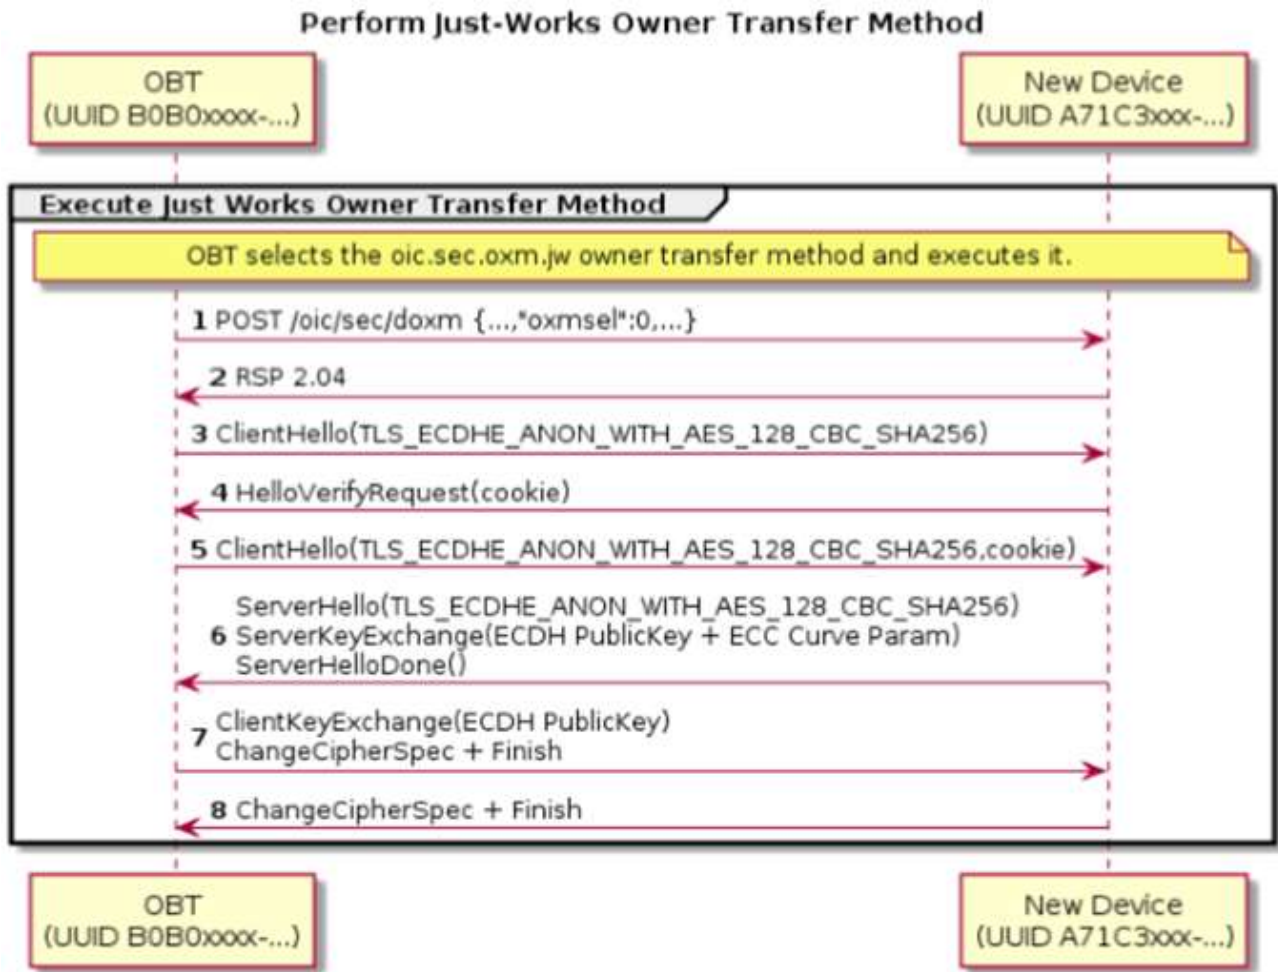 Perform Just-Works Owner Transfer Method
OBT
(UUID B0B0xxxx-...)
New Device
(UUID A71C3xxx-...)
Execute Just Works Owner Transfer Method
OBT selects the oic.sec.oxm.jw owner transfer method and executes it.
1 POST /oic/sec/doxm {...,"oxmsel":0,...}
2 RSP 2.04
3 ClientHello(TLS_ECDHE_ANON_WITH_AES_128_CBC_SHA256)
4 HelloVerifyRequest(cookie)
5 ClientHello(TLS_ECDHE_ANON_WITH_AES_128_CBC_SHA256,cookie)
ServerHello(TLS_ECDHE_ANON_WITH_AES_128_CBC_SHA256)
6 ServerKeyExchange(ECDH PublicKey + ECC Curve Param)
ServerHelloDone()
7 ClientKeyExchange(ECDH PublicKey)
ChangeCipherSpec + Finish
8 ChangeCipherSpec + Finish
OBT
(UUID B0B0xxxx-...)
New Device
(UUID A71C3xxx-...)